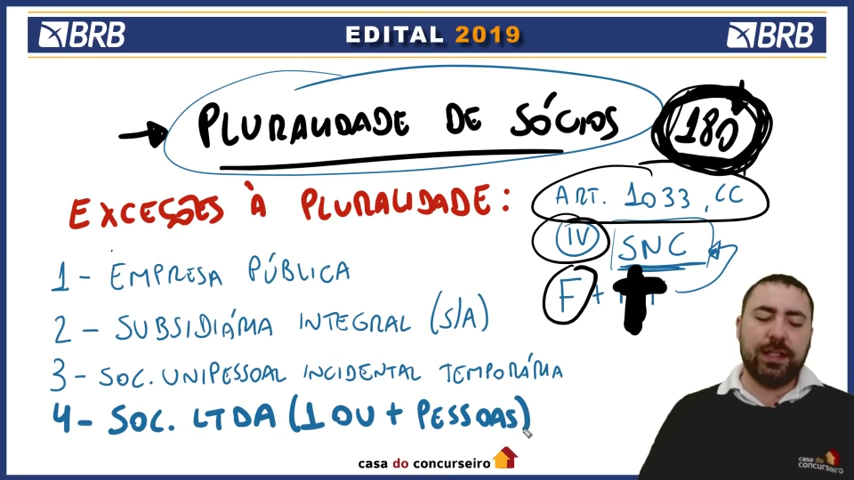 BRB
EDITAL 2019
BRB
PLURALIDADE DE SÓCIOS
180
EXCEÇÕES À PLURALIDADE:
ART. 1033, CC
IV SNC
F +
1 - EMPRESA PÚBLICA
2 - SUBSIDIÁRIA INTEGRAL (S/A)
3 - SOC. UNIPESSOAL INCIDENTAL TEMPORÁRIA
4 - SOC. LTDA (1 OU + PESSOAS)
casa do concurseiro
casa do
concurseiro